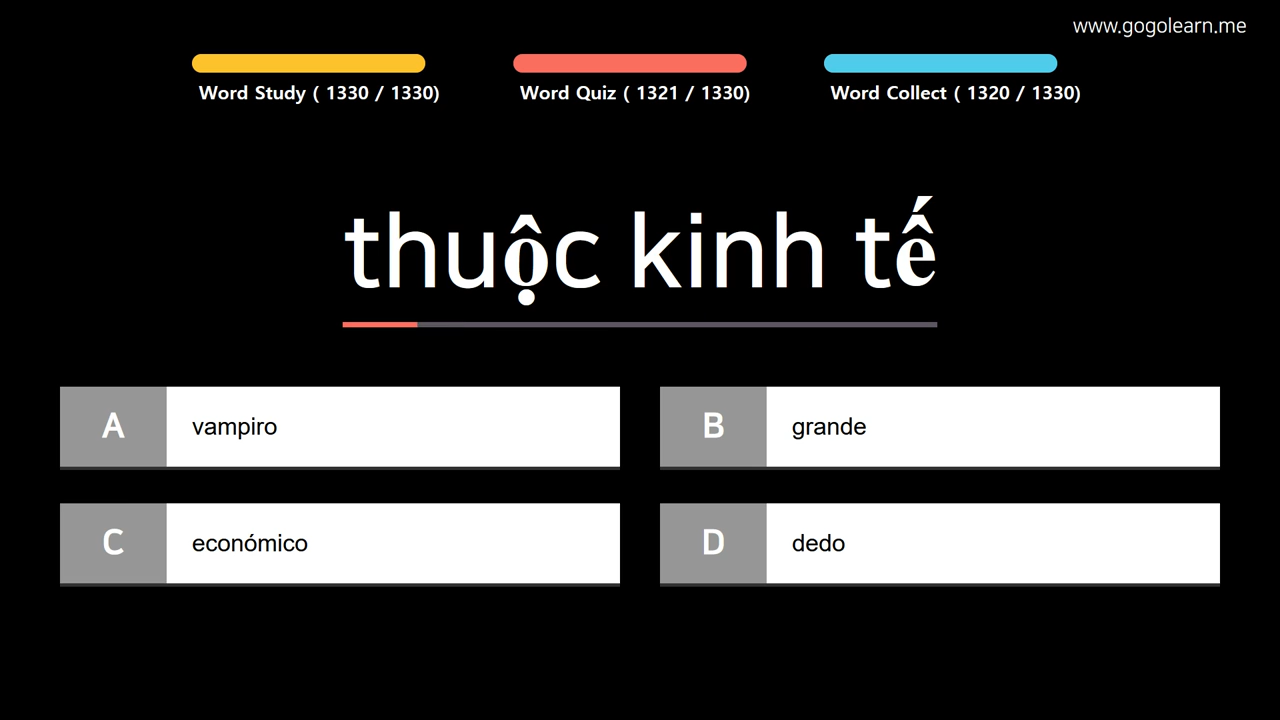 www.gogolearn.me
Word Study ( 1330 / 1330)
Word Quiz ( 1321 / 1330)
Word Collect ( 1320 / 1330)
thuộc kinh tế
A vampiro
B grande
C económico
D dedo